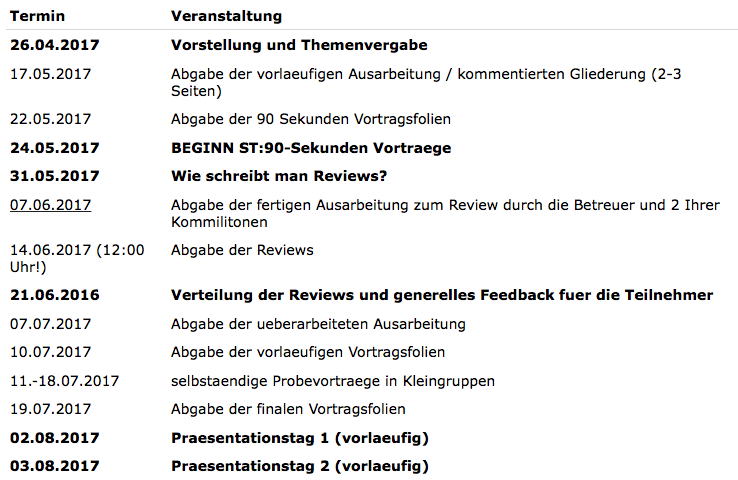 Termin Veranstaltung
26.04.2017 Vorstellung und Themenvergabe
17.05.2017 Abgabe der vorlaeufigen Ausarbeitung / kommentierten Gliederung (2-3
Seiten)
22.05.2017 Abgabe der 90 Sekunden Vortragsfolien
24.05.2017 BEGINN ST:90-Sekunden Vortraege
31.05.2017 Wie schreibt man Reviews?
07.06.2017 Abgabe der fertigen Ausarbeitung zum Review durch die Betreuer und 2 Ihrer
Kommilitonen
14.06.2017 (12:00 Abgabe der Reviews
Uhr!)
21.06.2016 Verteilung der Reviews und generelles Feedback fuer die Teilnehmer
07.07.2017 Abgabe der ueberarbeiteten Ausarbeitung
10.07.2017 Abgabe der vorlaeufigen Vortragsfolien
11.-18.07.2017 selbstaendige Probevortraege in Kleingruppen
19.07.2017 Abgabe der finalen Vortragsfolien
02.08.2017 Praesentationstag 1 (vorlaeufig)
03.08.2017 Praesentationstag 2 (vorlaeufig)